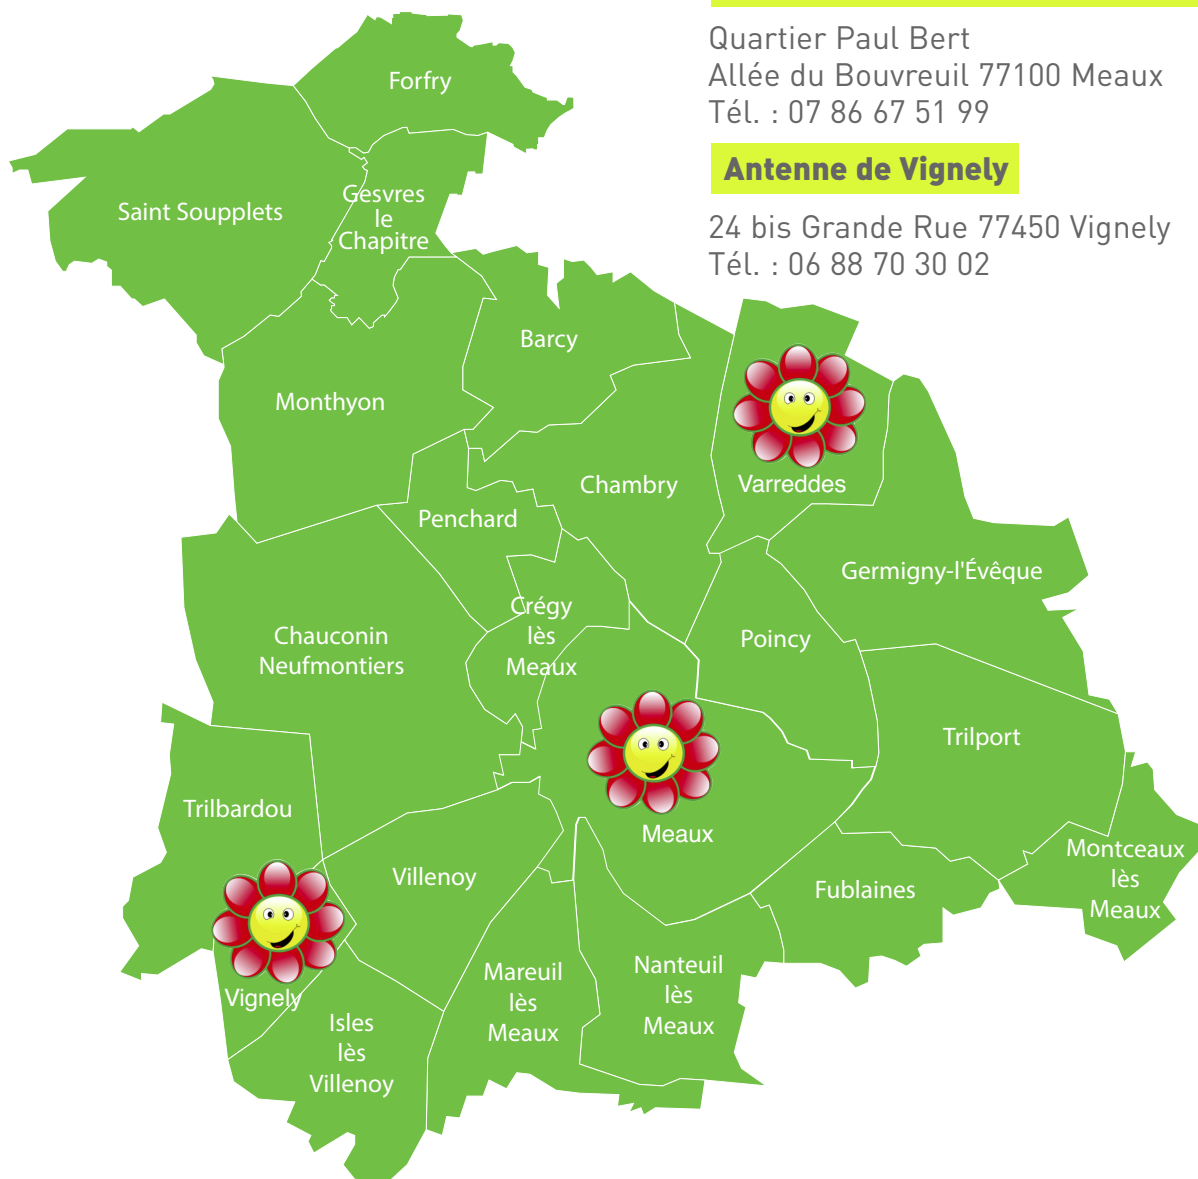 Quartier Paul Bert
Allée du Bouvreuil 77100 Meaux
Tél. : 07 86 67 51 99
Antenne de Vignely
24 bis Grande Rue 77450 Vignely
Tél. : 06 88 70 30 02
Forfry
Saint Soupplets
Gesvres
le
Chapitre
Barcy
Monthyon
Varreddes
Chambry
Penchard
Germigny-l'Évêque
Crégy
lès
Meaux
Chauconin
Neufmontiers
Poincy
Trilport
Trilbardou
Meaux
Villenoy
Fublaines
Montceaux
lès
Meaux
Vignely
Mareuil
lès
Meaux
Nanteuil
lès
Meaux
Isles
lès
Villenoy